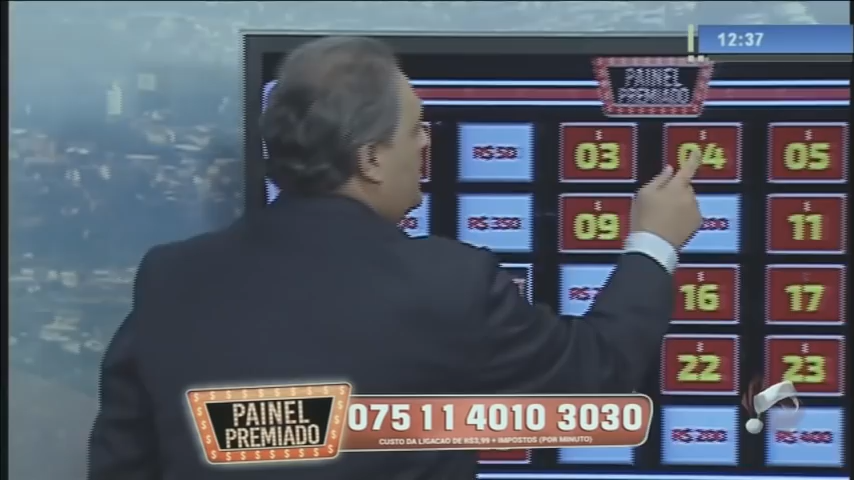 12:37
PAINEL
PREMIADO
R$50
$ 03
$ 04
$ 05
R$350
$ 09
$ 11
$ 16
$ 17
$ 22
$ 23
R$200
R$400
PAINEL
PREMIADO
075 11 4010 3030
CUSTO DA LIGAÇÃO DE R$3,99 + IMPOSTOS (POR MINUTO)